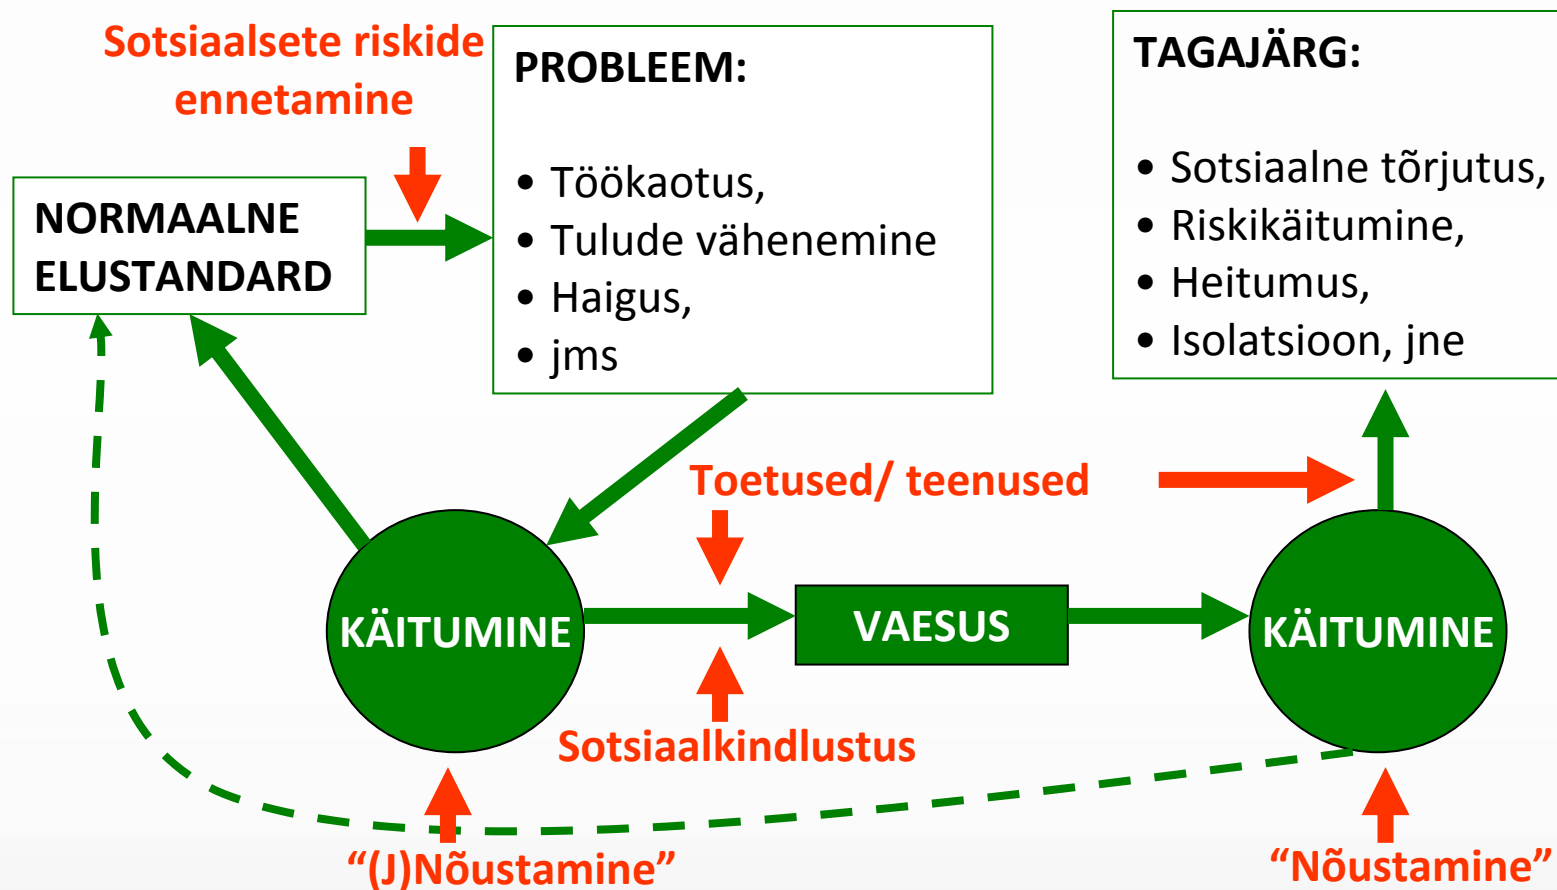 Sotsiaalsete riskide
ennetamine
NORMAALNE
ELUSTANDARD
PROBLEEM:
• Töökaotus,
• Tulude vähenemine
• Haigus,
• jms
TAGAJÄRG:
• Sotsiaalne tõrjutus,
• Riskikäitumine,
• Heitumus,
• Isolatsioon, jne
Toetused/ teenused
KÄITUMINE
VAESUS
KÄITUMINE
Sotsiaalkindlustus
“(J)Nõustamine”
“Nõustamine”